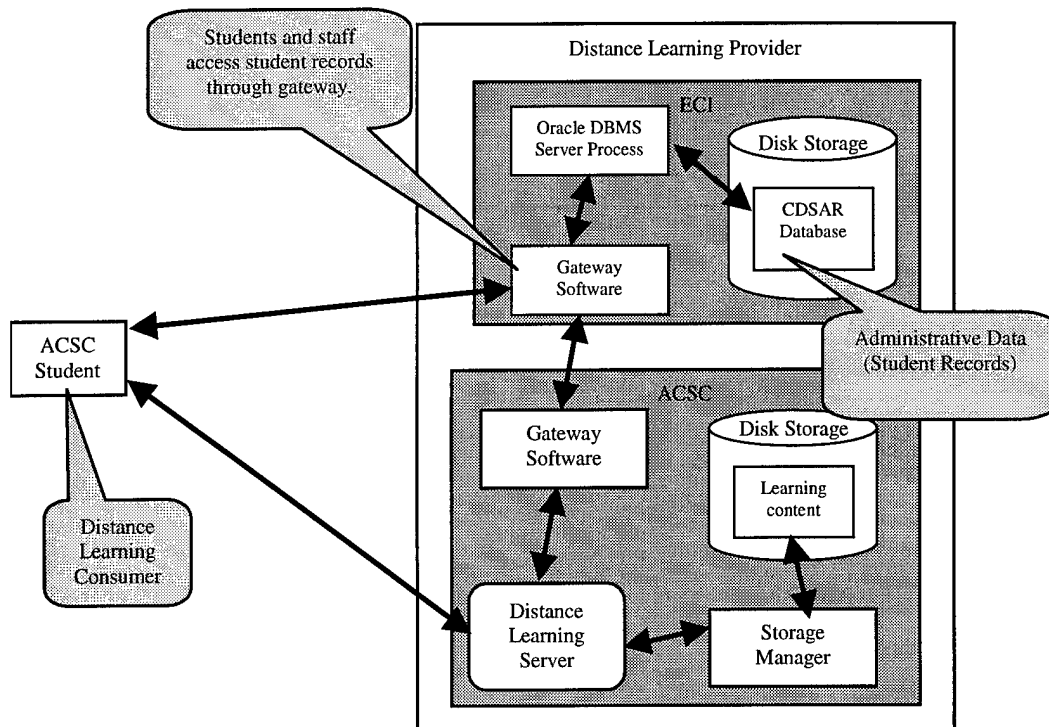 Students and staff
access student records
through gateway.
Distance Learning Provider
ECI
Oracle DBMS
Server Process
Disk Storage
CDSAR
Database
Gateway
Software
Administrative Data
(Student Records)
ACSC
Student
Distance
Learning
Consumer
ACSC
Gateway
Software
Disk Storage
Learning
content
Distance
Learning
Server
Storage
Manager